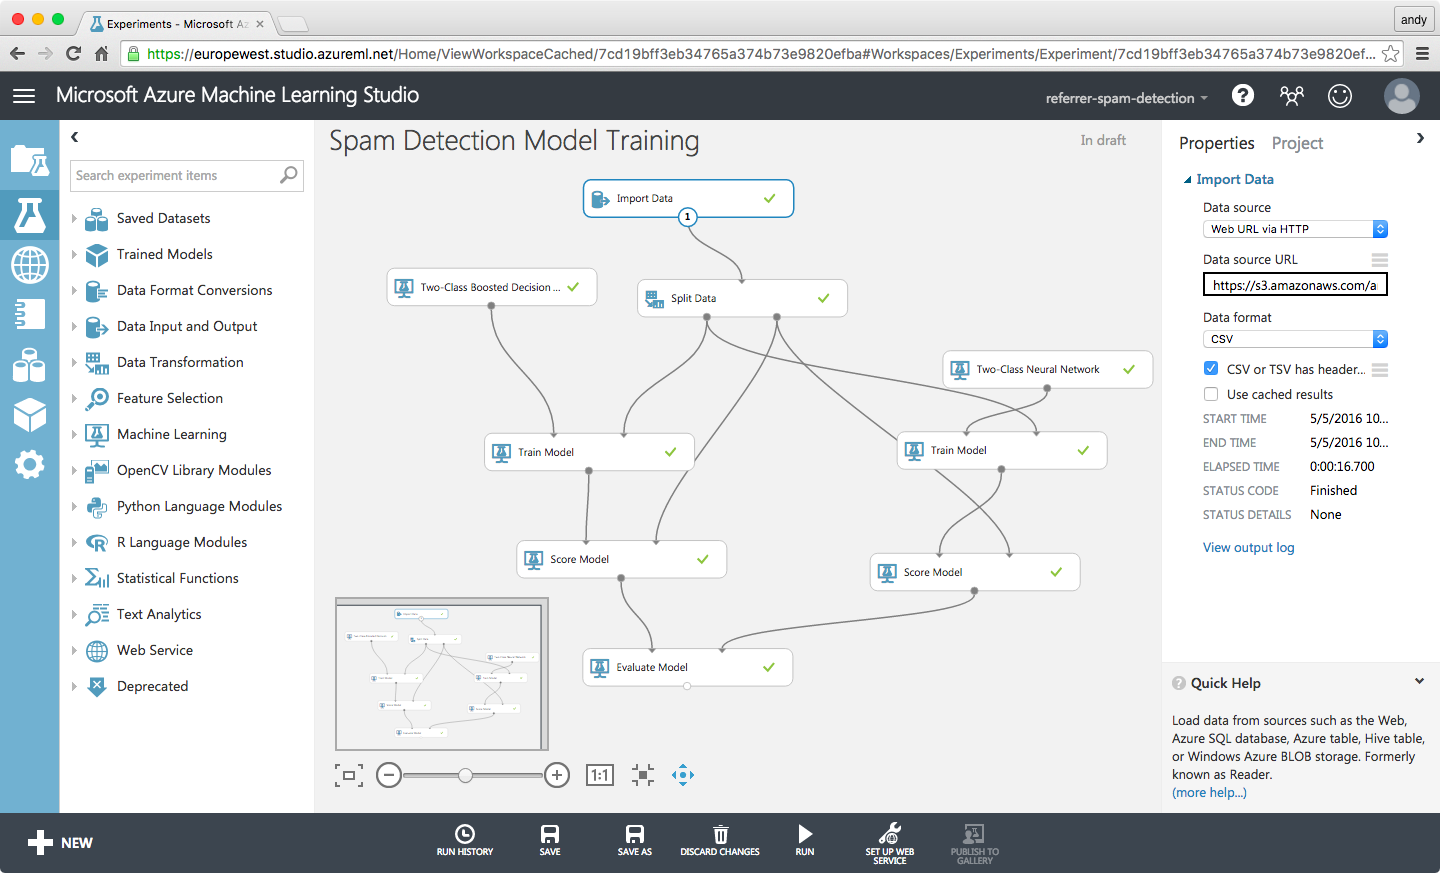 Experiments - Microsoft Az
andy
https://europewest.studio.azureml.net/Home/ViewWorkspaceCached/7cd19bff3eb34765a374b73e9820efba#Workspaces/Experiments/Experiment/7cd19bff3eb34765a374b73e9820ef...
Microsoft Azure Machine Learning Studio
referrer-spam-detection
Search experiment items
Saved Datasets
Trained Models
Data Format Conversions
Data Input and Output
Data Transformation
Feature Selection
Machine Learning
OpenCV Library Modules
Python Language Modules
R Language Modules
Statistical Functions
Text Analytics
Web Service
Deprecated
Spam Detection Model Training
In draft
Import Data
1
Two-Class Boosted Decision ...
Split Data
Two-Class Neural Network
Train Model
Train Model
Score Model
Score Model
Evaluate Model
1:1
Properties Project
Import Data
Data source
Web URL via HTTP
Data source URL
https://s3.amazonaws.com/a
Data format
CSV
CSV or TSV has header...
Use cached results
START TIME 5/5/2016 10...
END TIME 5/5/2016 10...
ELAPSED TIME 0:00:16.700
STATUS CODE Finished
STATUS DETAILS None
View output log
Quick Help
Load data from sources such as the Web,
Azure SQL database, Azure table, Hive table,
or Windows Azure BLOB storage. Formerly
known as Reader.
(more help...)
NEW
RUN HISTORY
SAVE
SAVE AS
DISCARD CHANGES
RUN
SET UP WEB
SERVICE
PUBLISH TO
GALLERY